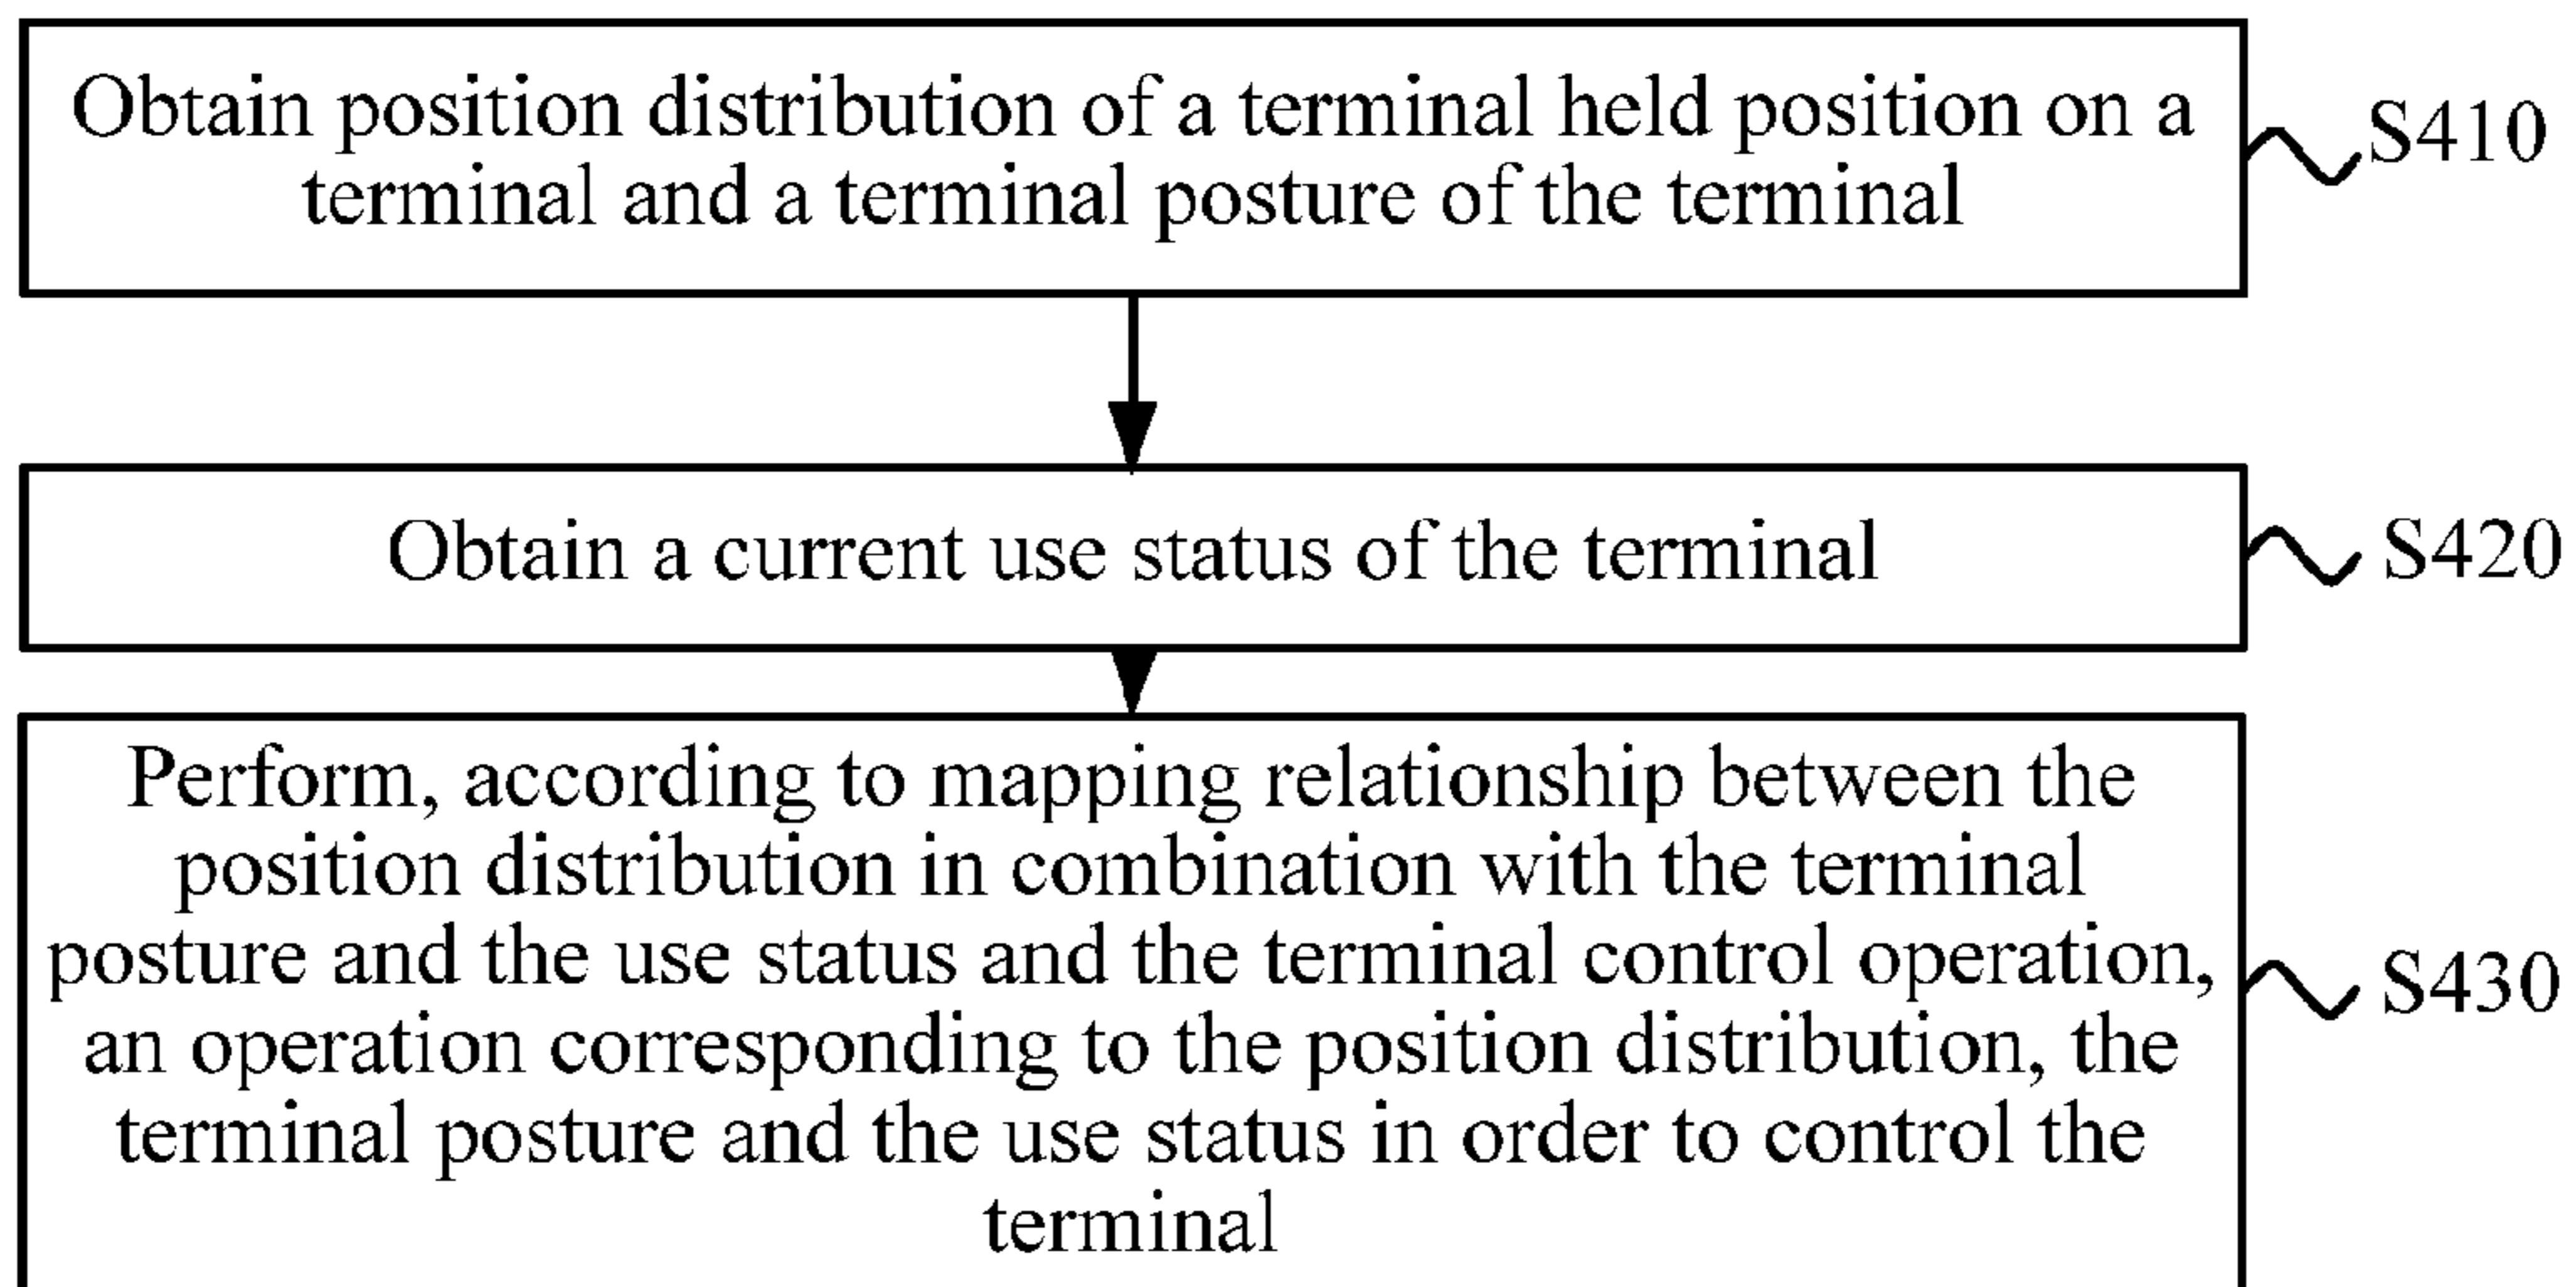 Obtain position distribution of a terminal held position on a
terminal and a terminal posture of the terminal
S410
Obtain a current use status of the terminal
S420
Perform, according to mapping relationship between the
position distribution in combination with the terminal
posture and the use status and the terminal control operation,
an operation corresponding to the position distribution, the
terminal posture and the use status in order to control the
terminal
S430